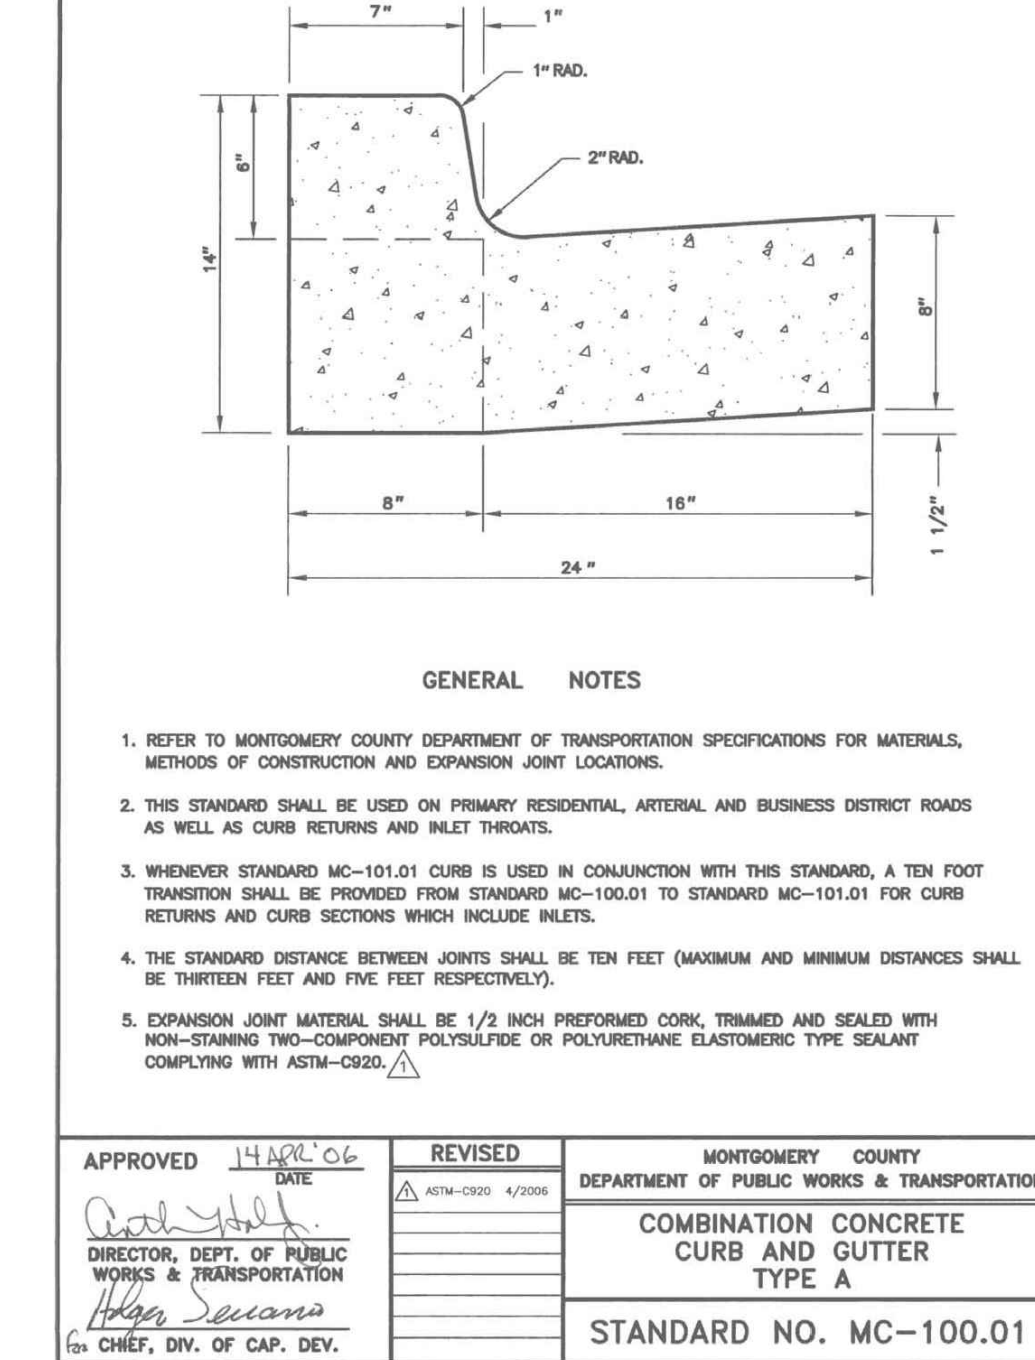 7"
1"
1" RAD.
2" RAD.
6"
14"
8"
8"
16"
1 1/2"
24 "
GENERAL NOTES
1. REFER TO MONTGOMERY COUNTY DEPARTMENT OF TRANSPORTATION SPECIFICATIONS FOR MATERIALS,
METHODS OF CONSTRUCTION AND EXPANSION JOINT LOCATIONS.
2. THIS STANDARD SHALL BE USED ON PRIMARY RESIDENTIAL, ARTERIAL AND BUSINESS DISTRICT ROADS
AS WELL AS CURB RETURNS AND INLET THROATS.
3. WHENEVER STANDARD MC-101.01 CURB IS USED IN CONJUNCTION WITH THIS STANDARD, A TEN FOOT
TRANSITION SHALL BE PROVIDED FROM STANDARD MC-100.01 TO STANDARD MC-101.01 FOR CURB
RETURNS AND CURB SECTIONS WHICH INCLUDE INLETS.
4. THE STANDARD DISTANCE BETWEEN JOINTS SHALL BE TEN FEET (MAXIMUM AND MINIMUM DISTANCES SHALL
BE THIRTEEN FEET AND FIVE FEET RESPECTIVELY).
5. EXPANSION JOINT MATERIAL SHALL BE 1/2 INCH PREFORMED CORK, TRIMMED AND SEALED WITH
NON-STAINING TWO-COMPONENT POLYSULFIDE OR POLYURETHANE ELASTOMERIC TYPE SEALANT
COMPLYING WITH ASTM-C920. 1
APPROVED 14 APR '06
DATE
DIRECTOR, DEPT. OF PUBLIC
WORKS & TRANSPORTATION
for CHIEF, DIV. OF CAP. DEV.
REVISED
1 ASTM-C920 4/2006
MONTGOMERY COUNTY
DEPARTMENT OF PUBLIC WORKS & TRANSPORTATION
COMBINATION CONCRETE
CURB AND GUTTER
TYPE A
STANDARD NO. MC-100.01